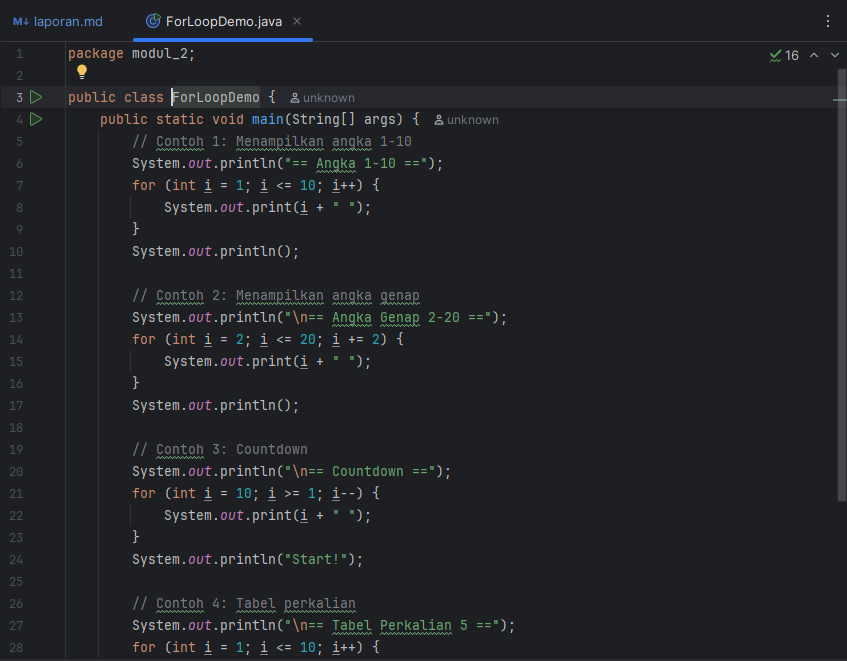 M↓ laporan.md ForLoopDemo.java ×
1 package modul_2; 16
2
3 public class ForLoopDemo { unknown
4 public static void main(String[] args) { unknown
5 // Contoh 1: Menampilkan angka 1-10
6 System.out.println("== Angka 1-10 ==");
7 for (int i = 1; i <= 10; i++) {
8 System.out.print(i + " ");
9 }
10 System.out.println();
11
12 // Contoh 2: Menampilkan angka genap
13 System.out.println("\n== Angka Genap 2-20 ==");
14 for (int i = 2; i <= 20; i += 2) {
15 System.out.print(i + " ");
16 }
17 System.out.println();
18
19 // Contoh 3: Countdown
20 System.out.println("\n== Countdown ==");
21 for (int i = 10; i >= 1; i--) {
22 System.out.print(i + " ");
23 }
24 System.out.println("Start!");
25
26 // Contoh 4: Tabel perkalian
27 System.out.println("\n== Tabel Perkalian 5 ==");
28 for (int i = 1; i <= 10; i++) {